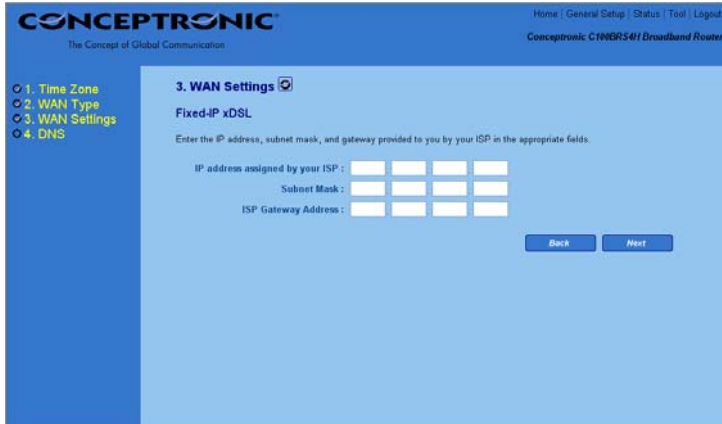 CONCEPTRONIC
The Concept of Global Communication
Home | General Setup | Status | Tool | Logout
Conceptronic C100BRS4H Broadband Router
1. Time Zone
2. WAN Type
3. WAN Settings
4. DNS
3. WAN Settings
Fixed-IP xDSL
Enter the IP address, subnet mask, and gateway provided to you by your ISP in the appropriate fields.
IP address assigned by your ISP :
Subnet Mask :
ISP Gateway Address :
Back Next